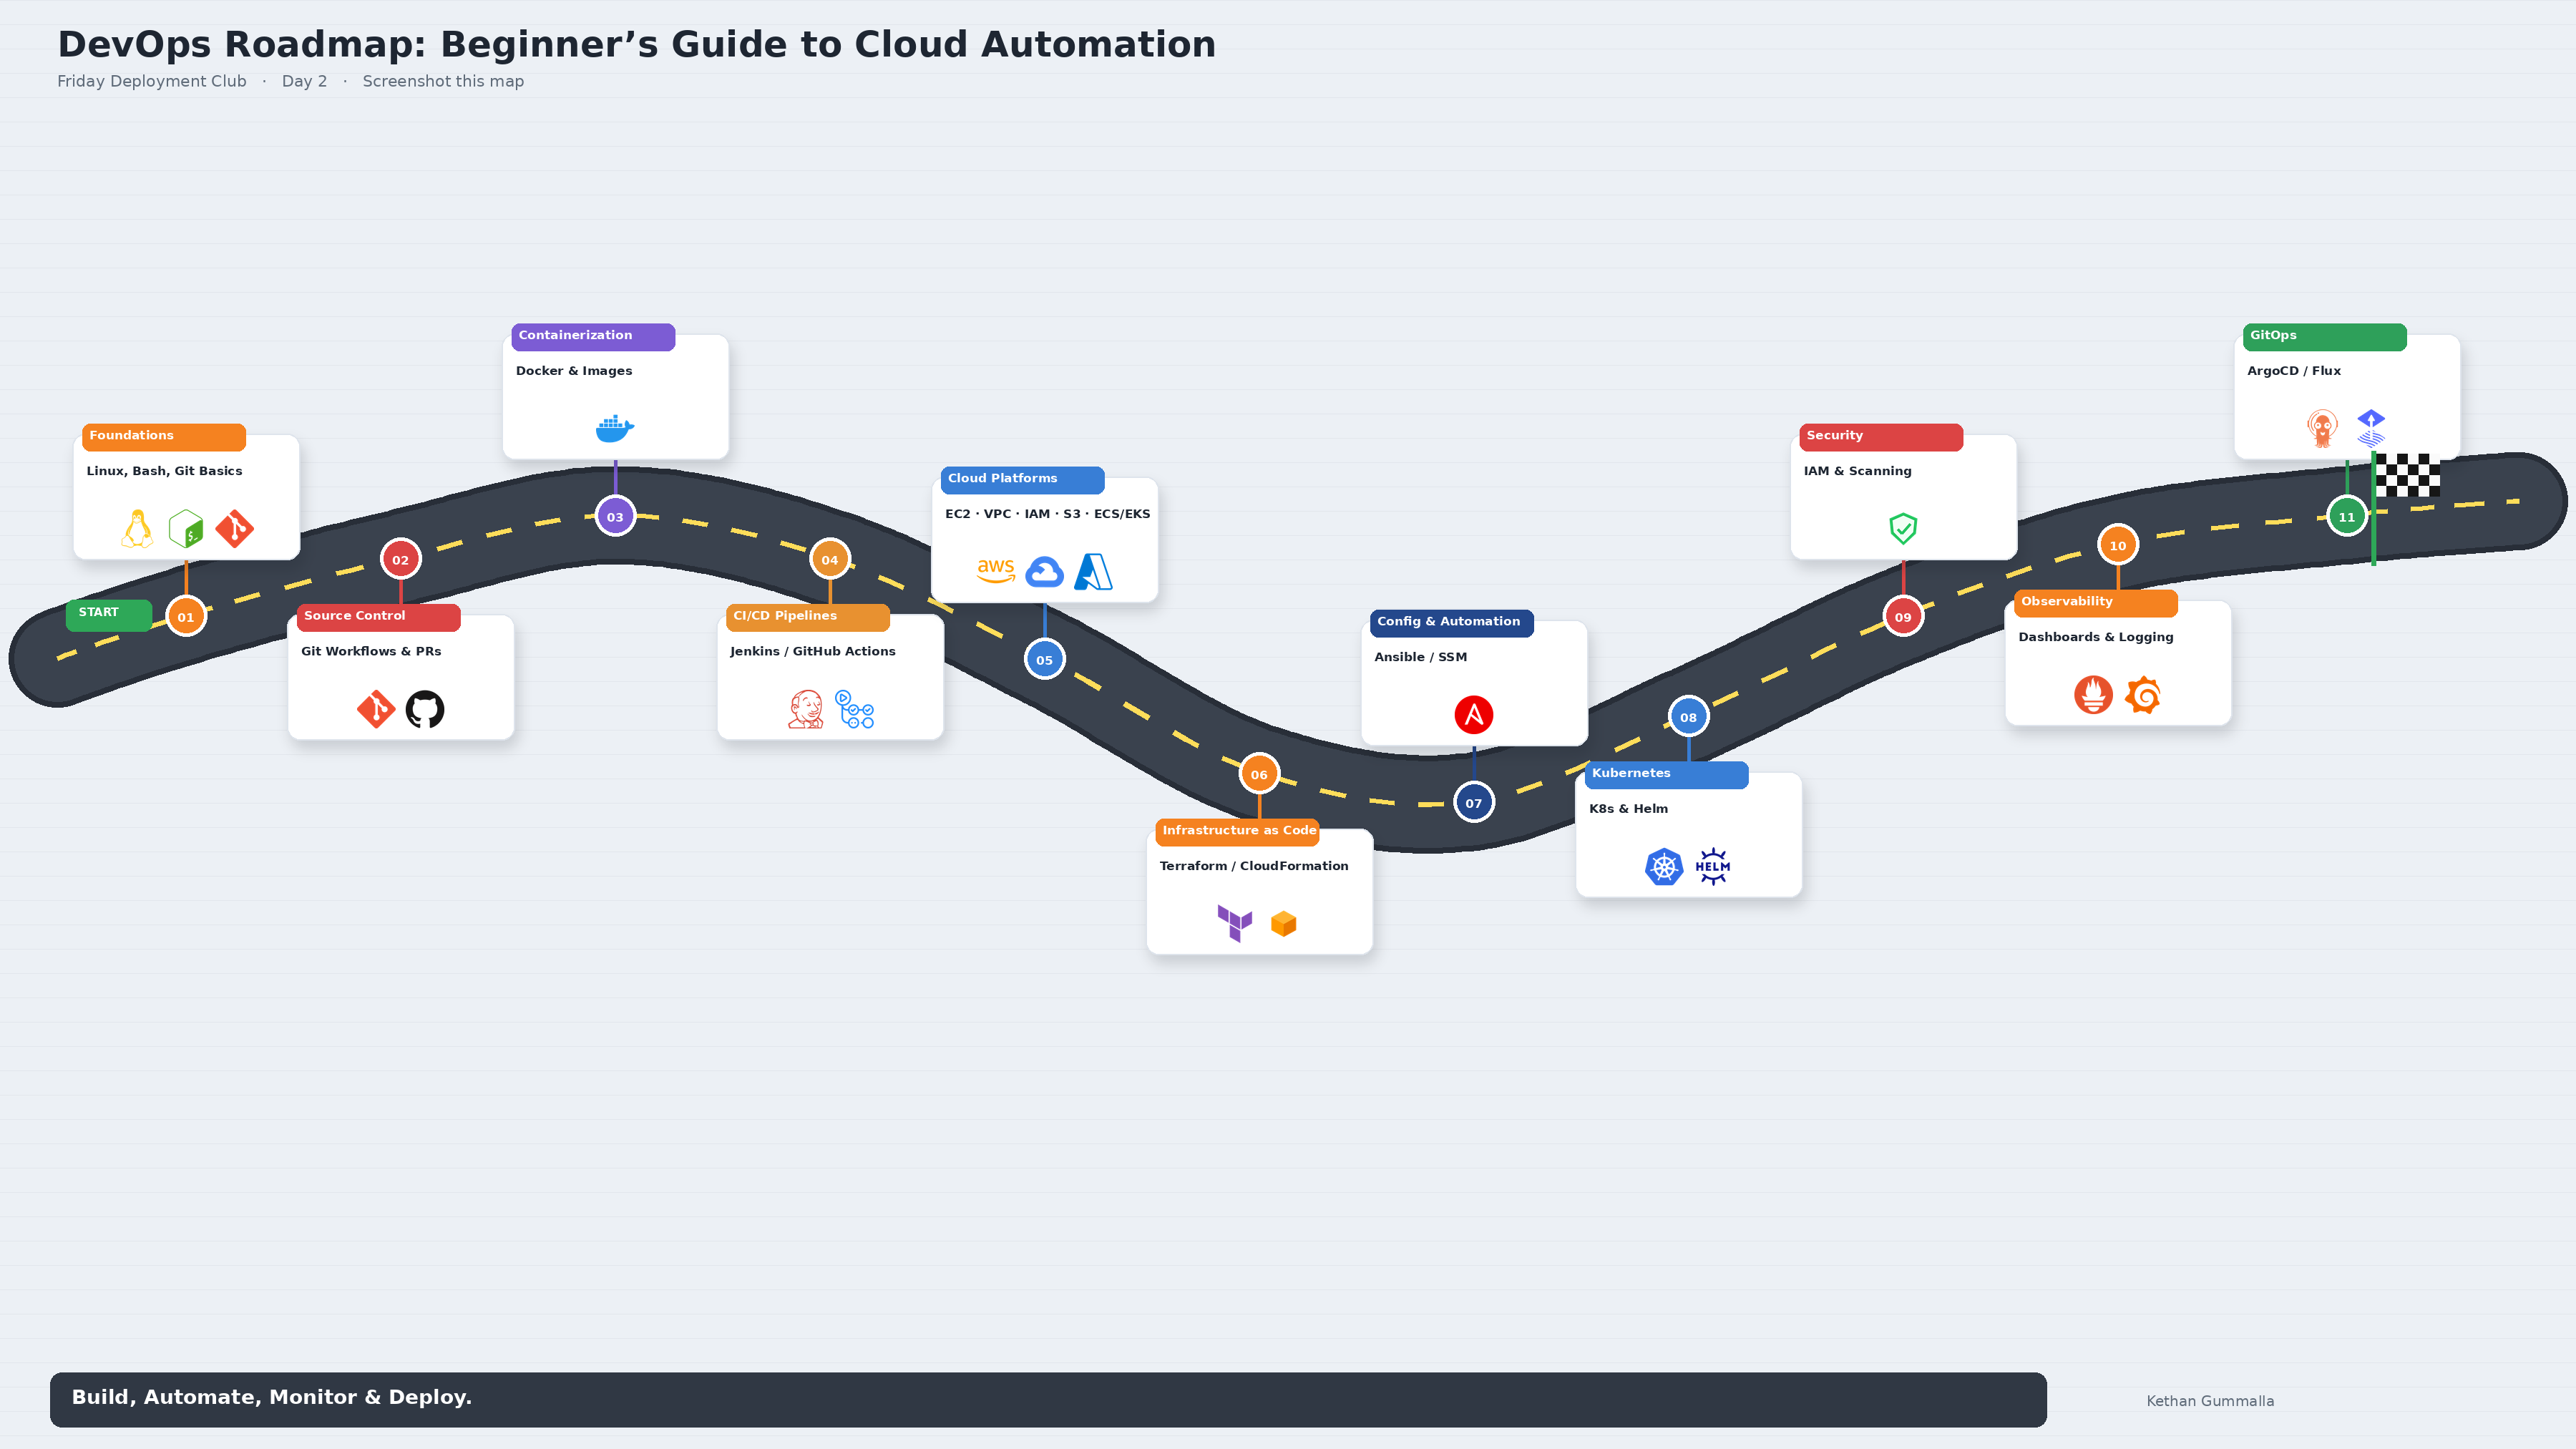 DevOps Roadmap: Beginner’s Guide to Cloud Automation
Friday Deployment Club · Day 2 · Screenshot this map
START
01
Foundations
Linux, Bash, Git Basics
02
Source Control
Git Workflows & PRs
03
Containerization
Docker & Images
04
CI/CD Pipelines
Jenkins / GitHub Actions
05
Cloud Platforms
EC2 · VPC · IAM · S3 · ECS/EKS
aws
06
Infrastructure as Code
Terraform / CloudFormation
07
Config & Automation
Ansible / SSM
08
Kubernetes
K8s & Helm
HELM
09
Security
IAM & Scanning
10
Observability
Dashboards & Logging
11
GitOps
ArgoCD / Flux
Build, Automate, Monitor & Deploy.
Kethan Gummalla